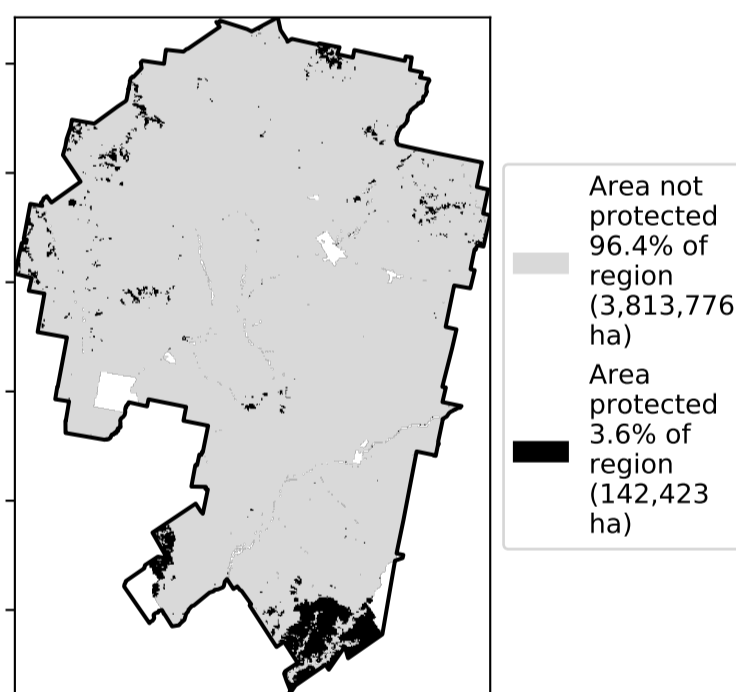 Area not
protected
96.4% of
region
(3,813,776
ha)
Area
protected
3.6% of
region
(142,423
ha)